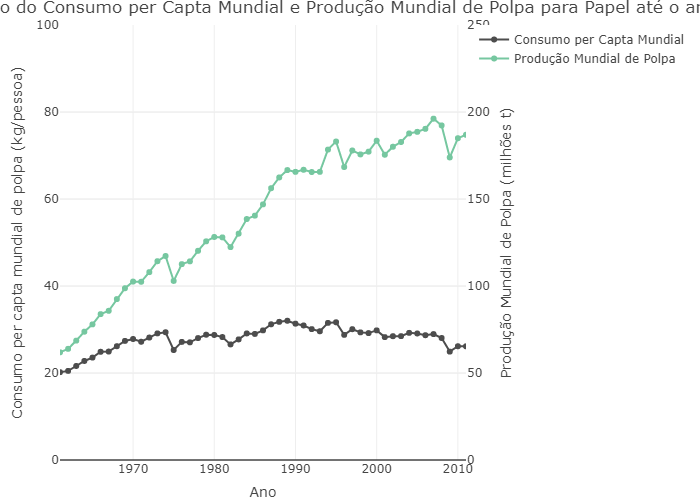 o do Consumo per Capta Mundial e Produção Mundial de Polpa para Papel até o
Consumo per Capta Mundial
Produção Mundial de Polpa
100
80
60
40
20
0
250
200
150
100
50
0
Consumo per capta mundial de polpa (kg/pessoa)
Produção Mundial de Polpa (milhões t)
1970
1980
1990
2000
2010
Ano